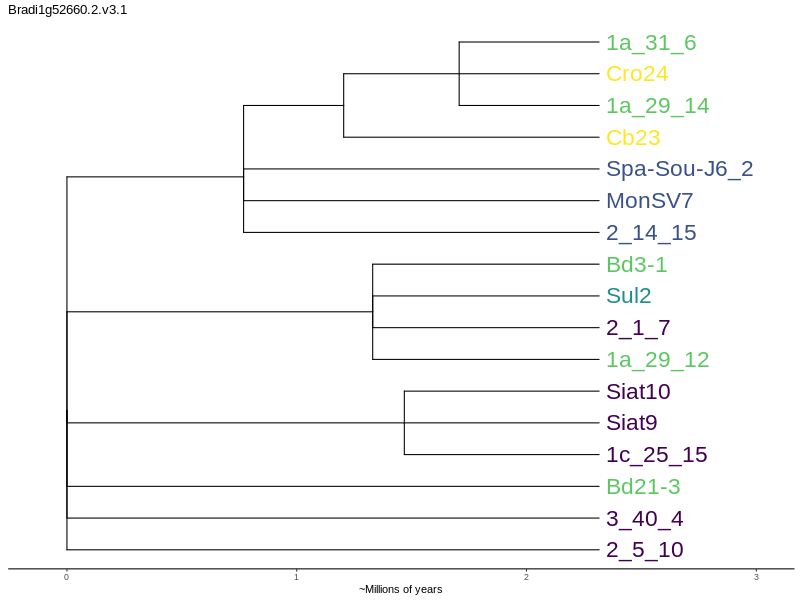 Bradi1g52660.2.v3.1
1a_31_6
Cro24
1a_29_14
Cb23
Spa-Sou-J6_2
MonSV7
2_14_15
Bd3-1
Sul2
2_1_7
1a_29_12
Siat10
Siat9
1c_25_15
Bd21-3
3_40_4
2_5_10
0 1 2 3
~Millions of years